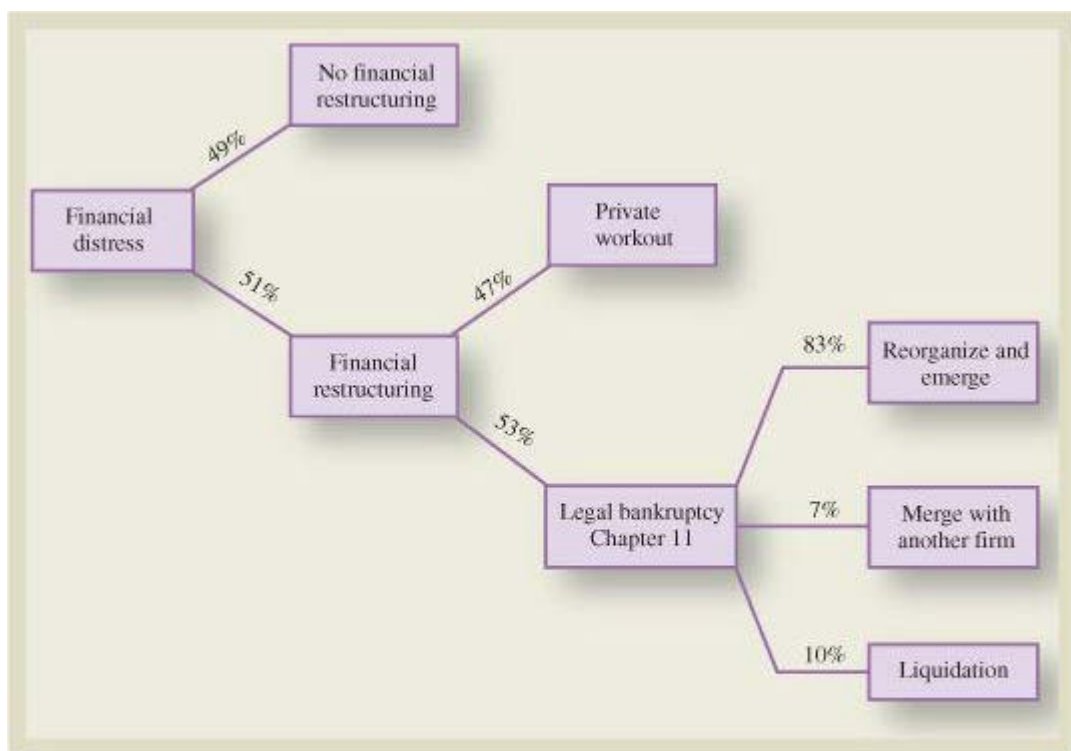 No financial
restructuring
49%
Financial
distress
51%
Private
workout
47%
Financial
restructuring
53%
83%
Reorganize and
emerge
Legal bankruptcy
Chapter 11
7%
Merge with
another firm
10%
Liquidation